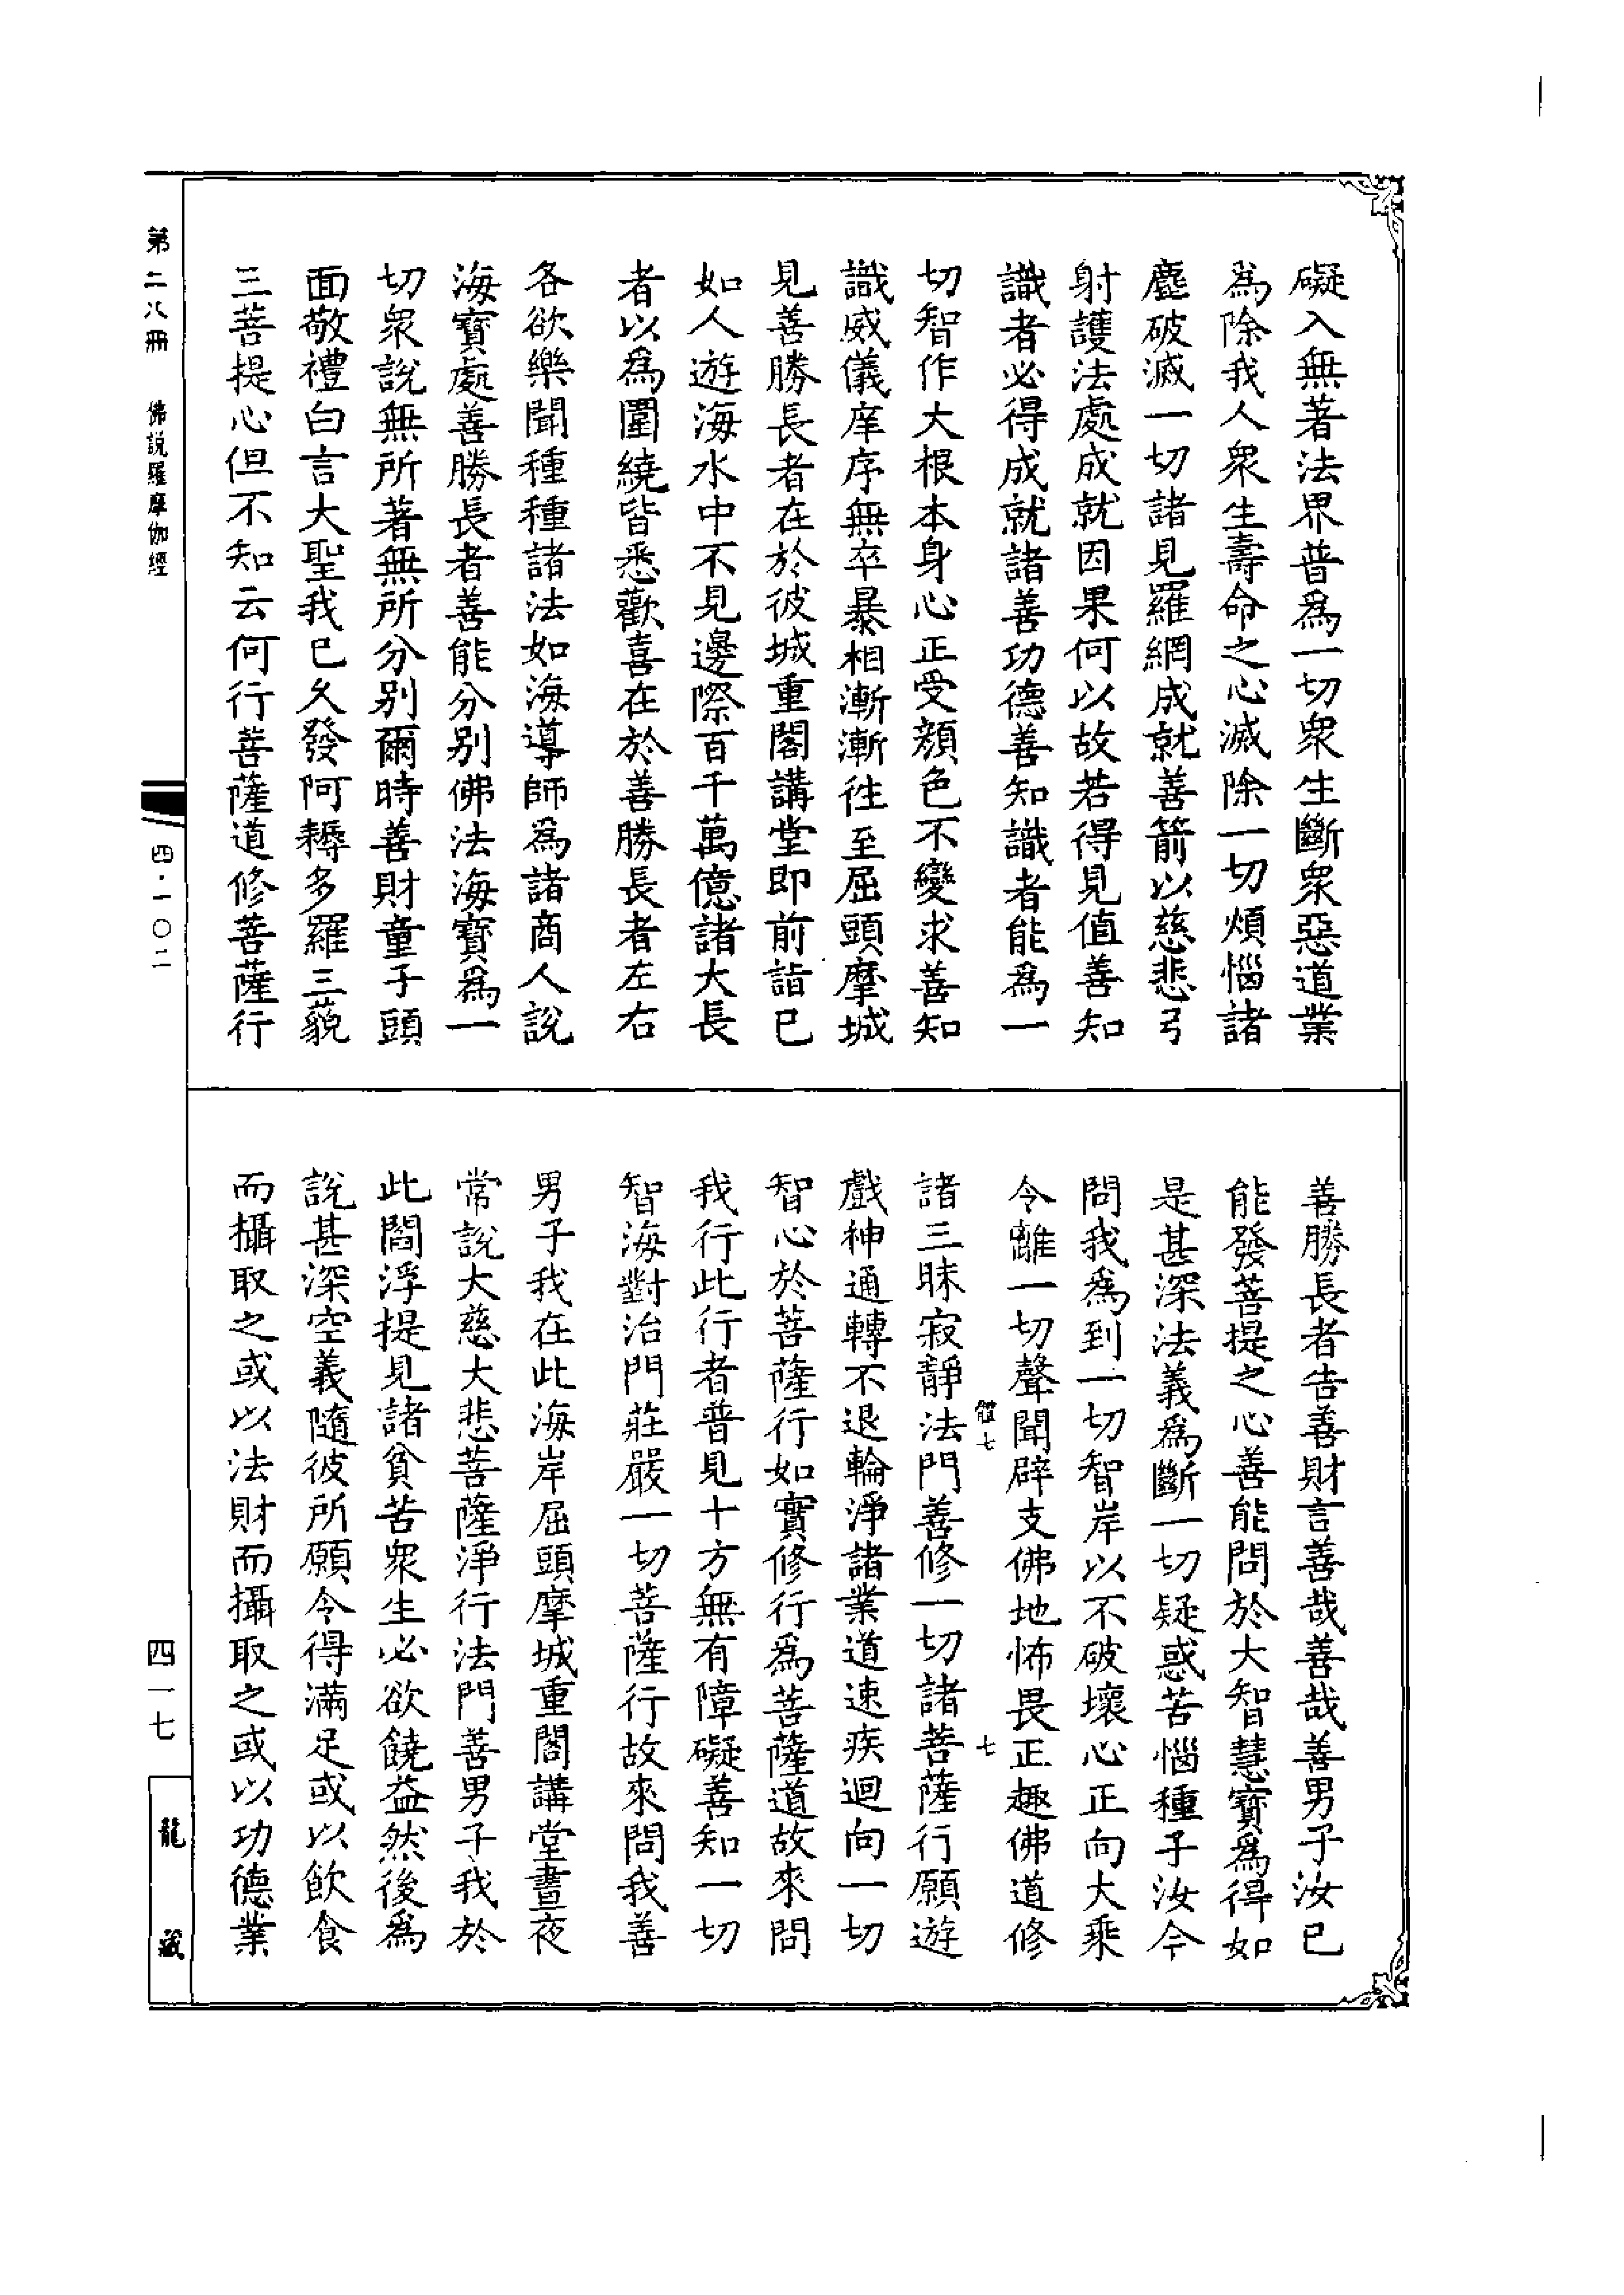 礙入無著法界普爲一切衆生斷衆惡道業
爲除我人衆生壽命之心滅除一切煩惱諸
塵破滅一切諸見羅網成就善箭以慈悲弓
射護法處成就因果何以故若得見值善知
識者必得成就諸善功德善知識者能爲一
切智作大根本身心正受顔色不變求善知
識威儀庠序無卒暴相漸漸往至屈頭摩城
見善勝長者在於彼城重閣講堂即前詣已
如人遊海水中不見邊際百千萬億諸大長
者以爲圍繞皆悉歡喜在於善勝長者左右
各欲樂聞種種諸法如海導師爲諸商人說
海寶處善勝長者善能分别佛法海寶爲一
切衆說無所著無所分别爾時善財童子頭
面敬禮白言大聖我已久發阿耨多羅三藐
三菩提心但不知云何行菩薩道修菩薩行
善勝長者告善財言善哉善哉善男子汝已
能發菩提之心善能問於大智慧寶爲得如
是甚深法義爲斷一切疑惑苦惱種子汝今
問我爲到一切智岸以不破壞心正向大乘
令離一切聲聞辟支佛地怖畏正趣佛道修
體七
七
諸三昧寂靜法門善修一切諸菩薩行願遊
戲神通轉不退輪淨諸業道速疾迴向一切
智心於菩薩行如實修行爲菩薩道故來問
我行此行者普見十方無有障礙善知一切
智海對治門莊嚴一切菩薩行故來問我善
男子我在此海岸屈頭摩城重閣講堂晝夜
常說大慈大悲菩薩淨行法門善男子我於
此閻浮提見諸貧苦衆生必欲饒益然後爲
說甚深空義隨彼所願令得滿足或以飲食
而攝取之或以法財而攝取之或以功德業
第二八冊
佛說羅摩伽經
四·一〇二
四一七
龍藏